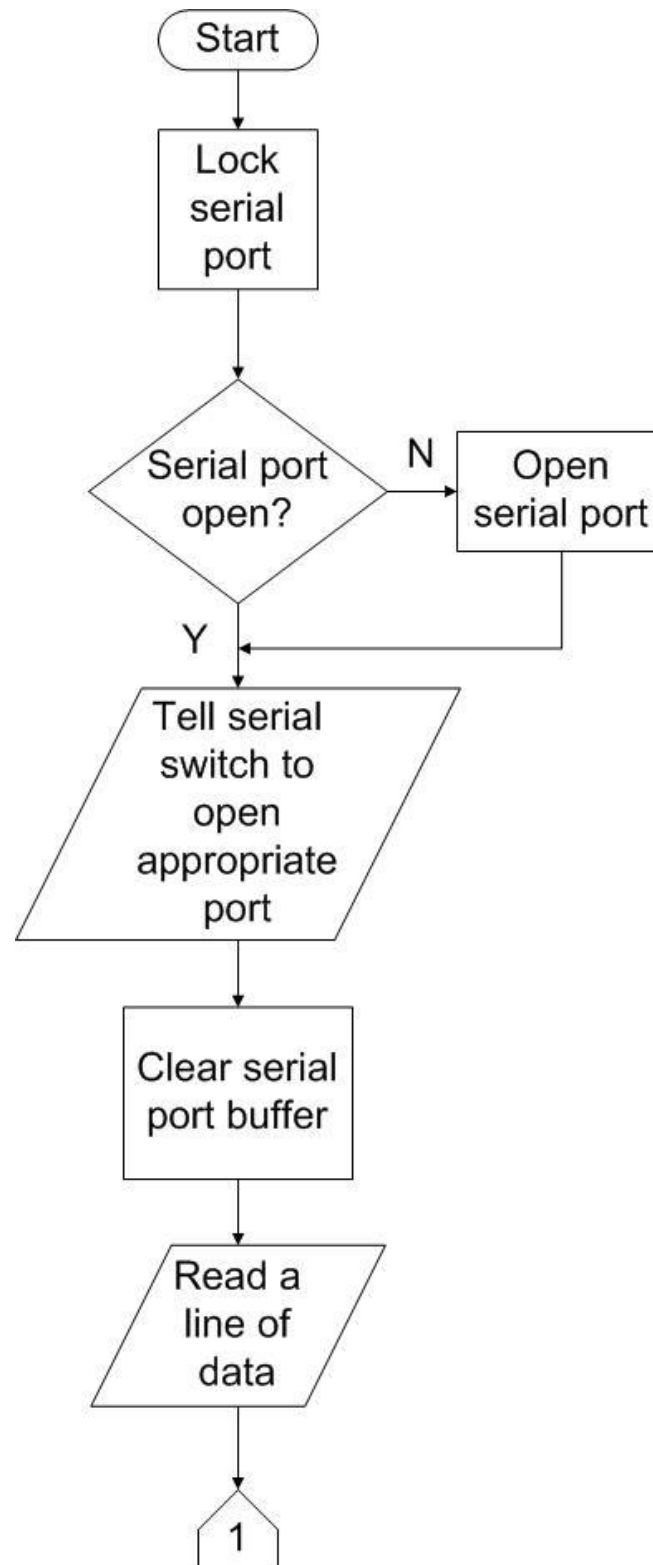 Start
Lock
serial
port
Serial port
open?
N
Open
serial port
Y
Tell serial
switch to
open
appropriate
port
Clear serial
port buffer
Read a
line of
data
1